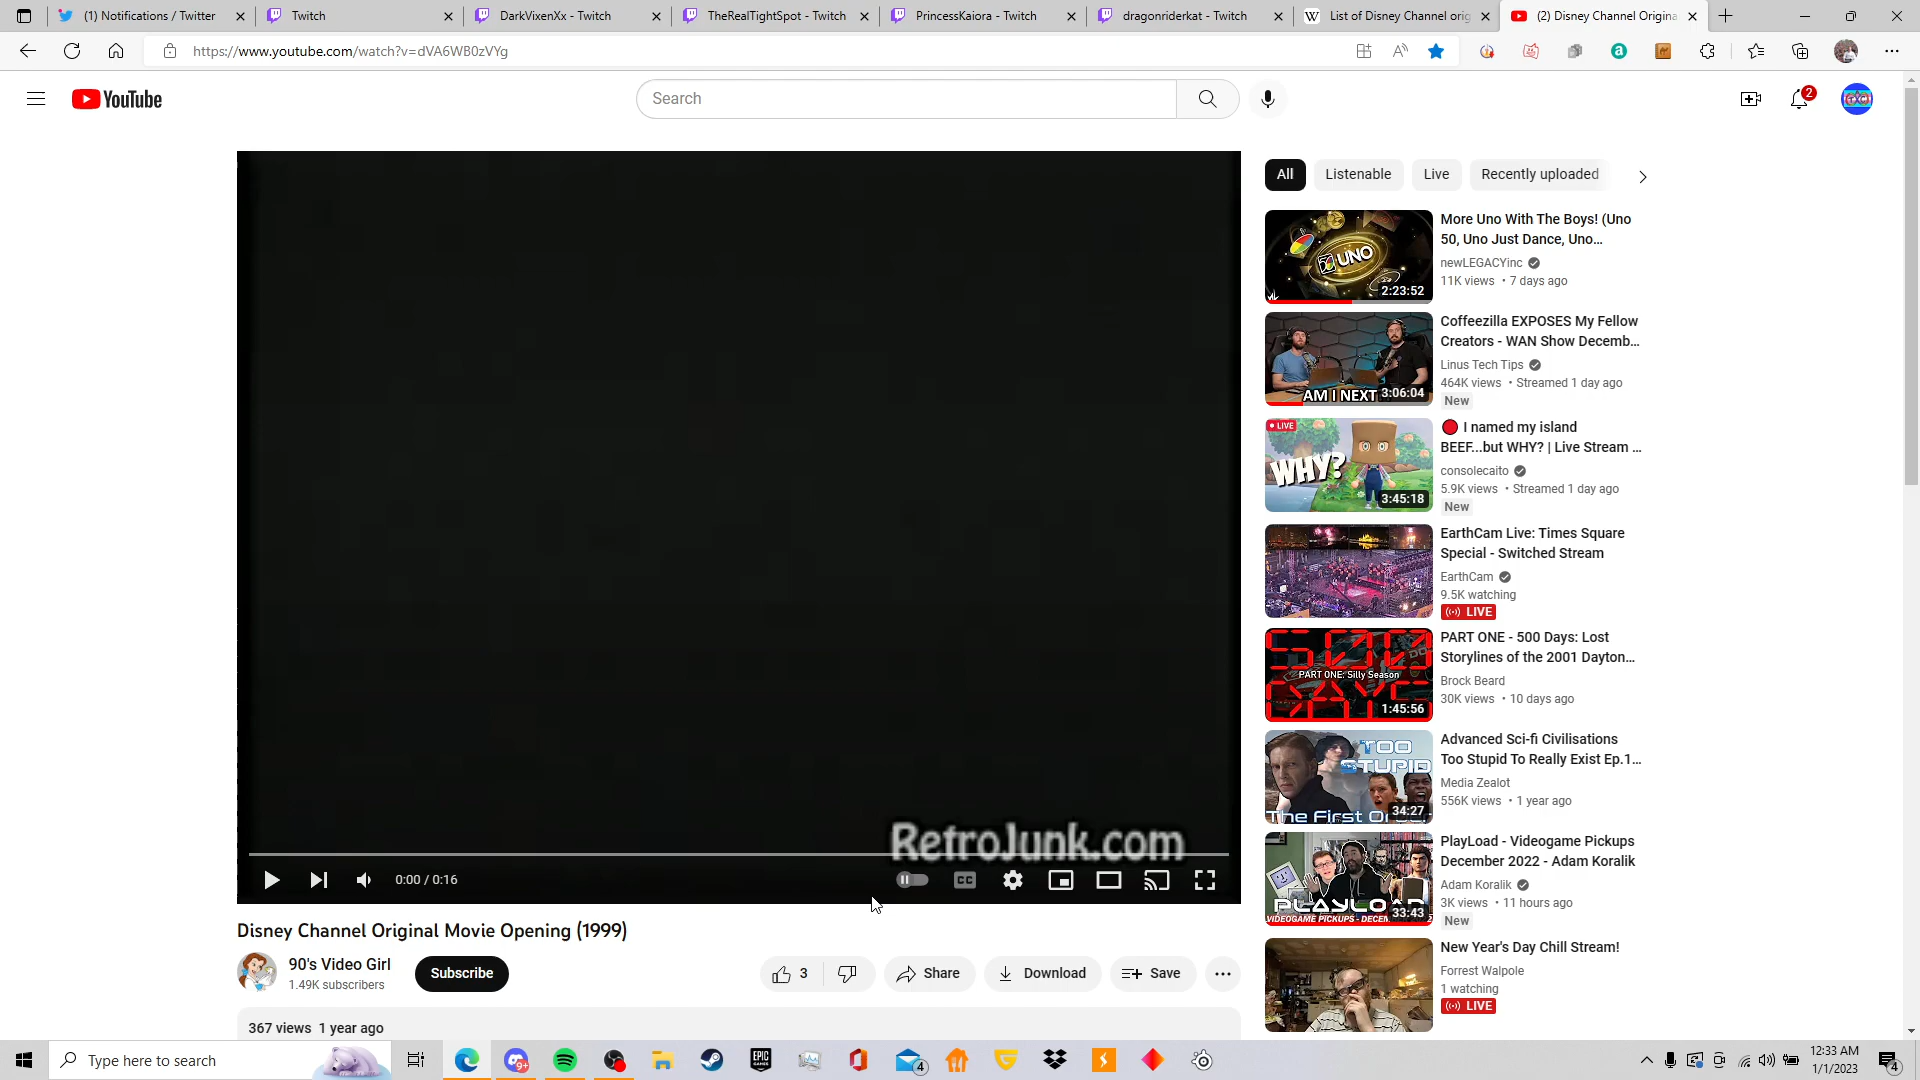 (1) Notifications / Twitter
Twitch
DarkVixenXx - Twitch
TheRealTightSpot - Twitch
PrincessKaiora - Twitch
dragonriderkat - Twitch
List of Disney Channel orig
(2) Disney Channel Origina
https://www.youtube.com/watch?v=dVA6WB0zVYg
YouTube
Search
2
All
Listenable
Live
Recently uploaded
UNO
2:23:52
More Uno With The Boys! (Uno
50, Uno Just Dance, Uno...
newLEGACYinc
11K views • 7 days ago
AM I NEXT
3:06:04
Coffeezilla EXPOSES My Fellow
Creators - WAN Show Decemb...
Linus Tech Tips
464K views • Streamed 1 day ago
New
LIVE
WHY?
3:45:18
I named my island
BEEF...but WHY? | Live Stream ...
consolecaito
5.9K views • Streamed 1 day ago
New
EarthCam Live: Times Square
Special - Switched Stream
EarthCam
9.5K watching
LIVE
500
PART ONE: Silly Season
DAYS
1:45:56
PART ONE - 500 Days: Lost
Storylines of the 2001 Dayton...
Brock Beard
30K views • 10 days ago
TOO
STUPID
The First Order
34:27
Advanced Sci-fi Civilisations
Too Stupid To Really Exist Ep.1...
Media Zealot
556K views • 1 year ago
PLAYLOAD
33:43
PlayLoad - Videogame Pickups
December 2022 - Adam Koralik
Adam Koralik
3K views • 11 hours ago
New
New Year's Day Chill Stream!
Forrest Walpole
1 watching
LIVE
RetroJunk.com
0:00 / 0:16
CC
Disney Channel Original Movie Opening (1999)
90's Video Girl
1.49K subscribers
Subscribe
3
Share
Download
Save
367 views 1 year ago
Type here to search
9+
EPIC
GAMES
4
12:33 AM
1/1/2023
4